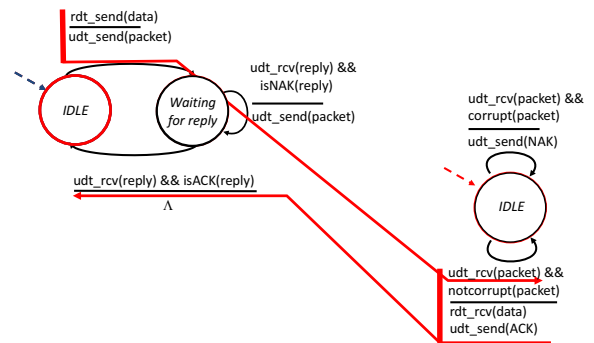 rdt_send(data)
udt_send(packet)
IDLE
Waiting
for reply
udt_rcv(reply) &&
isNAK(reply)
udt_send(packet)
udt_rcv(packet) &&
corrupt(packet)
udt_send(NAK)
udt_rcv(reply) && isACK(reply)
Λ
IDLE
udt_rcv(packet) &&
notcorrupt(packet)
rdt_rcv(data)
udt_send(ACK)